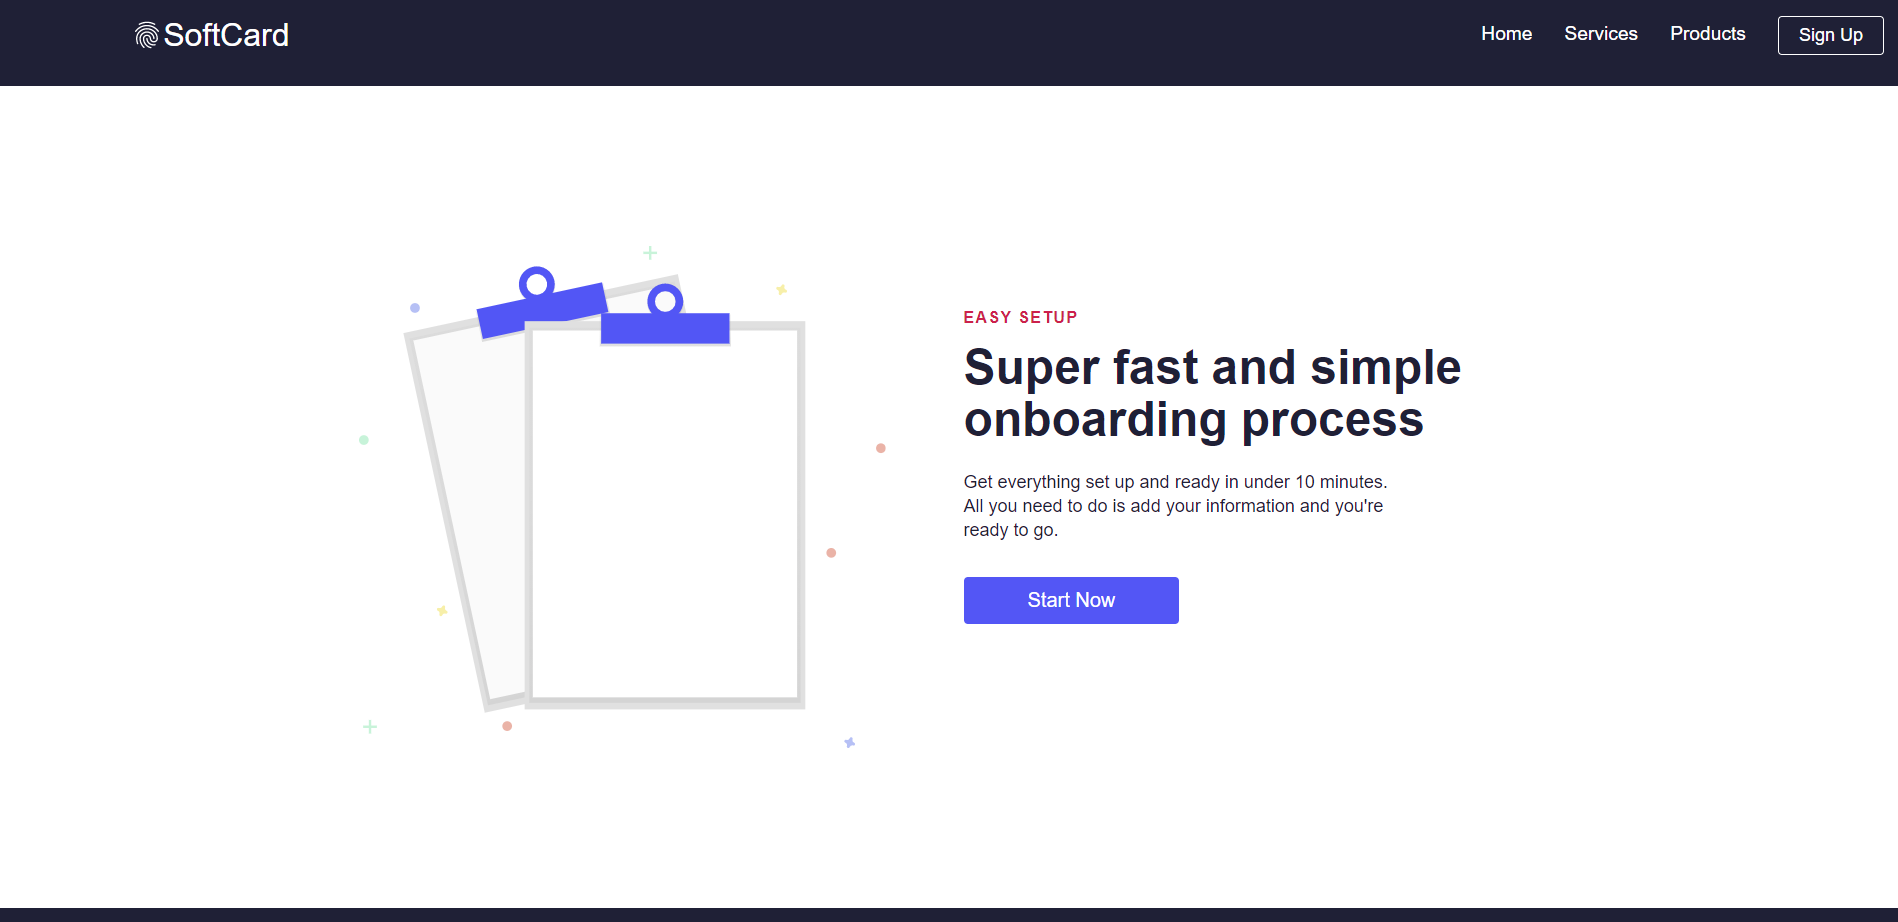 SoftCard
Home
Services
Products
Sign Up
EASY SETUP
Super fast and simple
onboarding process
Get everything set up and ready in under 10 minutes.
All you need to do is add your information and you're
ready to go.
Start Now